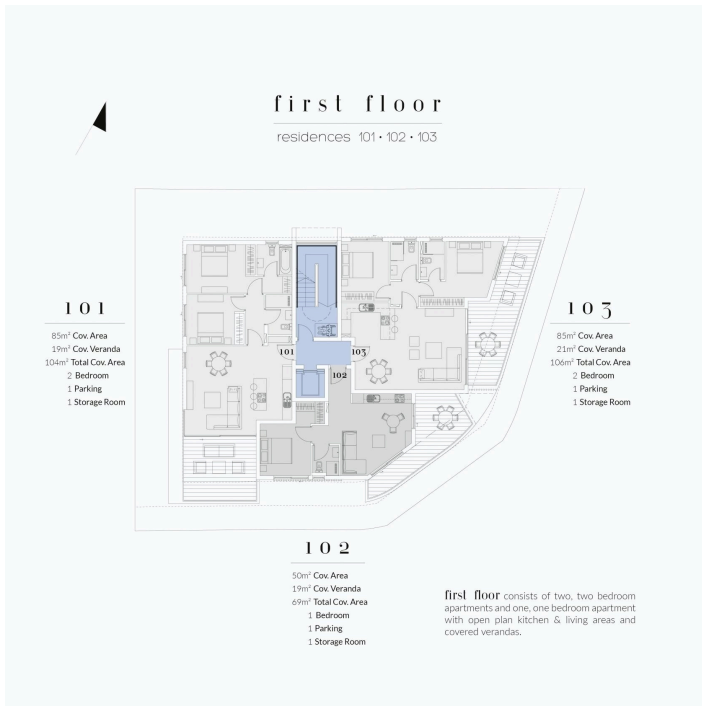 first floor
residences 101 • 102 • 103
101
85m² Cov. Area
19m² Cov. Veranda
104m² Total Cov. Area
2 Bedroom
1 Parking
1 Storage Room
103
85m² Cov. Area
21m² Cov. Veranda
106m² Total Cov. Area
2 Bedroom
1 Parking
1 Storage Room
101
103
102
102
50m² Cov. Area
19m² Cov. Veranda
69m² Total Cov. Area
1 Bedroom
1 Parking
1 Storage Room
first floor consists of two, two bedroom
apartments and one, one bedroom apartment
with open plan kitchen & living areas and
covered verandas.